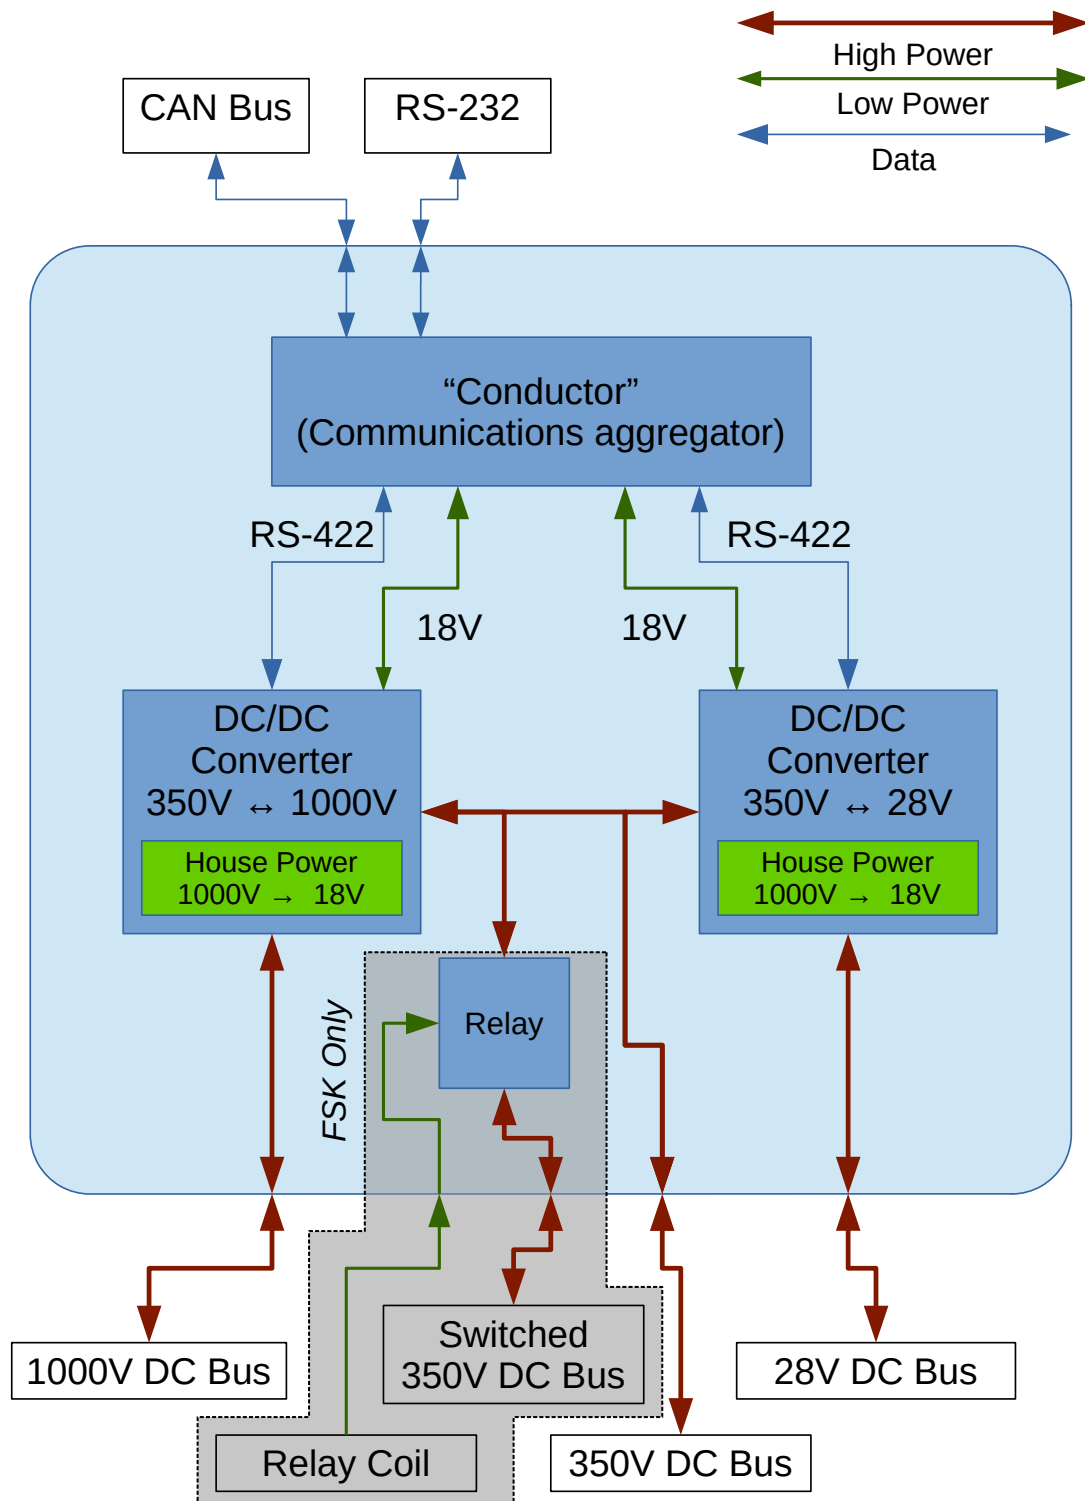 High Power
Low Power
Data
CAN Bus
RS-232
“Conductor”
(Communications aggregator)
RS-422
RS-422
18V
18V
DC/DC
Converter
350V ↔ 1000V
House Power
1000V → 18V
DC/DC
Converter
350V ↔ 28V
House Power
1000V → 18V
FSK Only
Relay
1000V DC Bus
Switched
350V DC Bus
28V DC Bus
Relay Coil
350V DC Bus